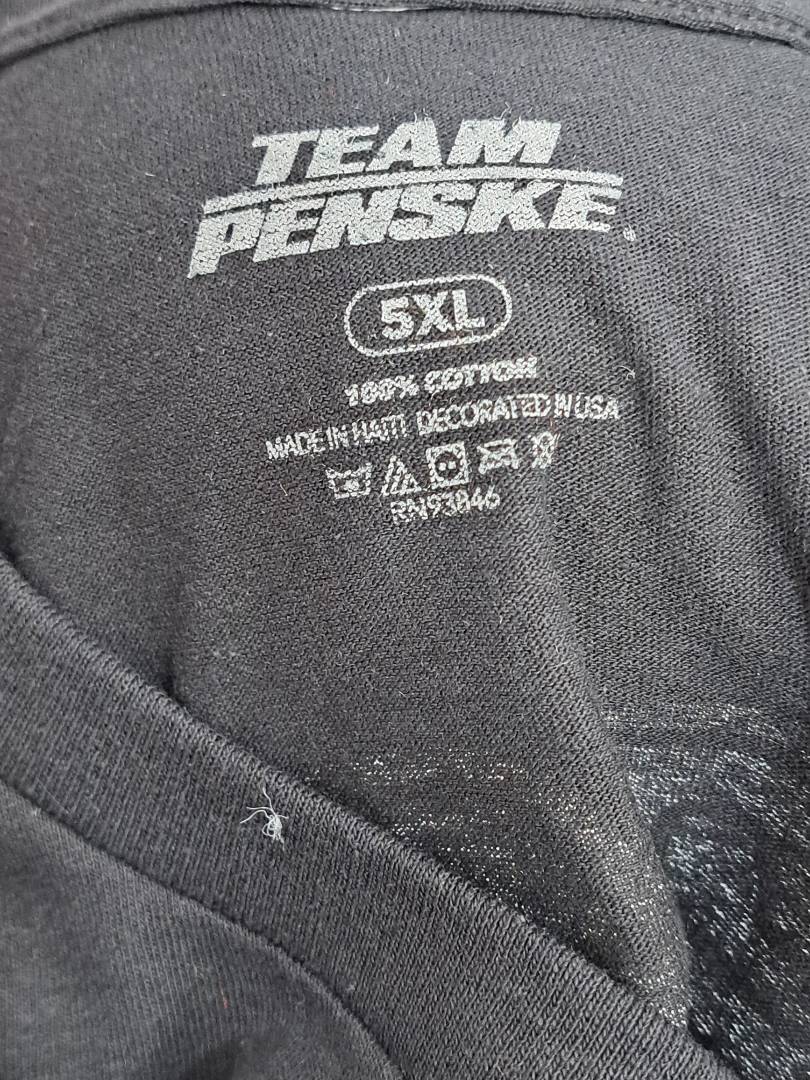 TEAM
PENSKE®
5XL
100% COTTON
MADE IN HAITI DECORATED IN USA
RN93846